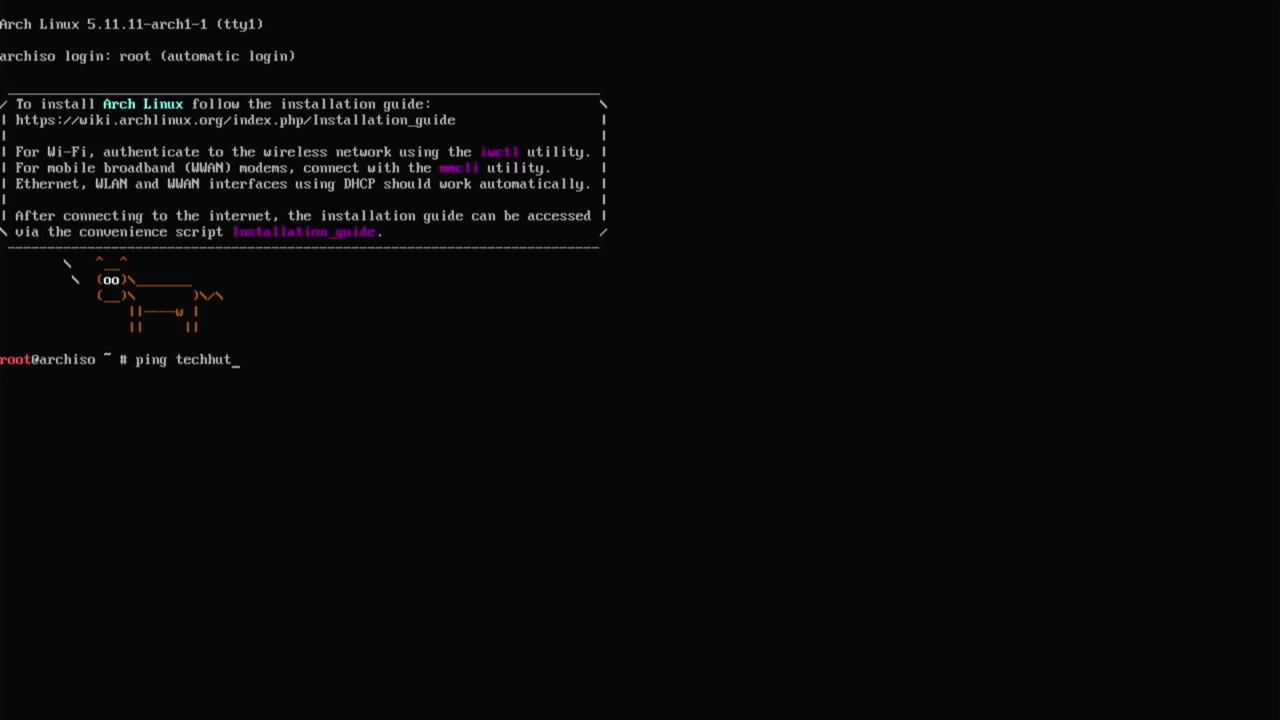 Arch Linux 5.11.11-arch1-1 (tty1)
archiso login: root (automatic login)
To install Arch Linux follow the installation guide:
https://wiki.archlinux.org/index.php/Installation_guide
For Wi-Fi, authenticate to the wireless network using the iwctl utility.
For mobile broadband (WWAN) modems, connect with the mmcli utility.
Ethernet, WLAN and WWAN interfaces using DHCP should work automatically.
After connecting to the internet, the installation guide can be accessed
via the convenience script Installation_guide.
root@archiso ~ # ping techhut_